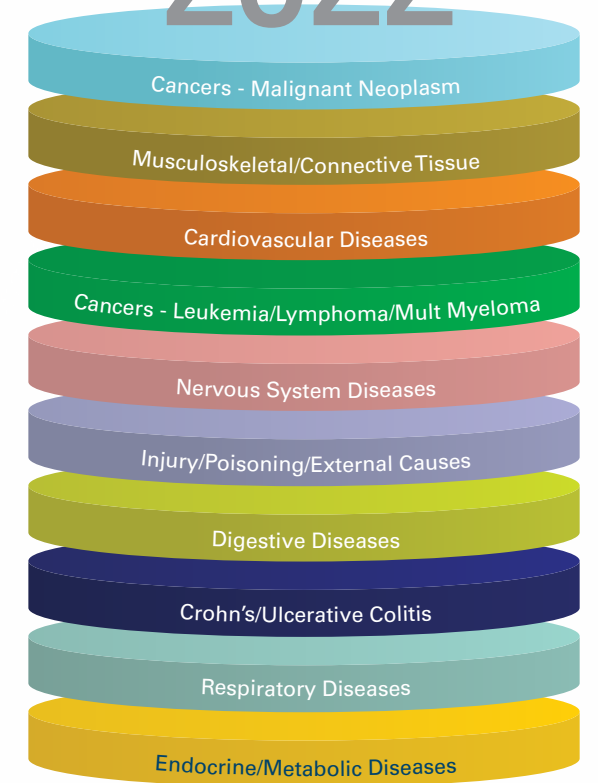 2022
Cancers - Malignant Neoplasm
Musculoskeletal/Connective Tissue
Cardiovascular Diseases
Cancers - Leukemia/Lymphoma/Mult Myeloma
Nervous System Diseases
Injury/Poisoning/External Causes
Digestive Diseases
Crohn's/Ulcerative Colitis
Respiratory Diseases
Endocrine/Metabolic Diseases